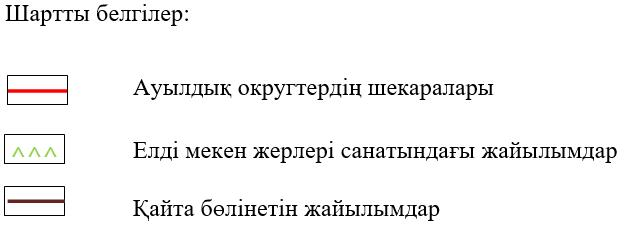 Шартты белгілер:
Ауылдық округтердің шекаралары
Елді мекен жерлері санатындағы жайылымдар
Қайта бөлінетін жайылымдар